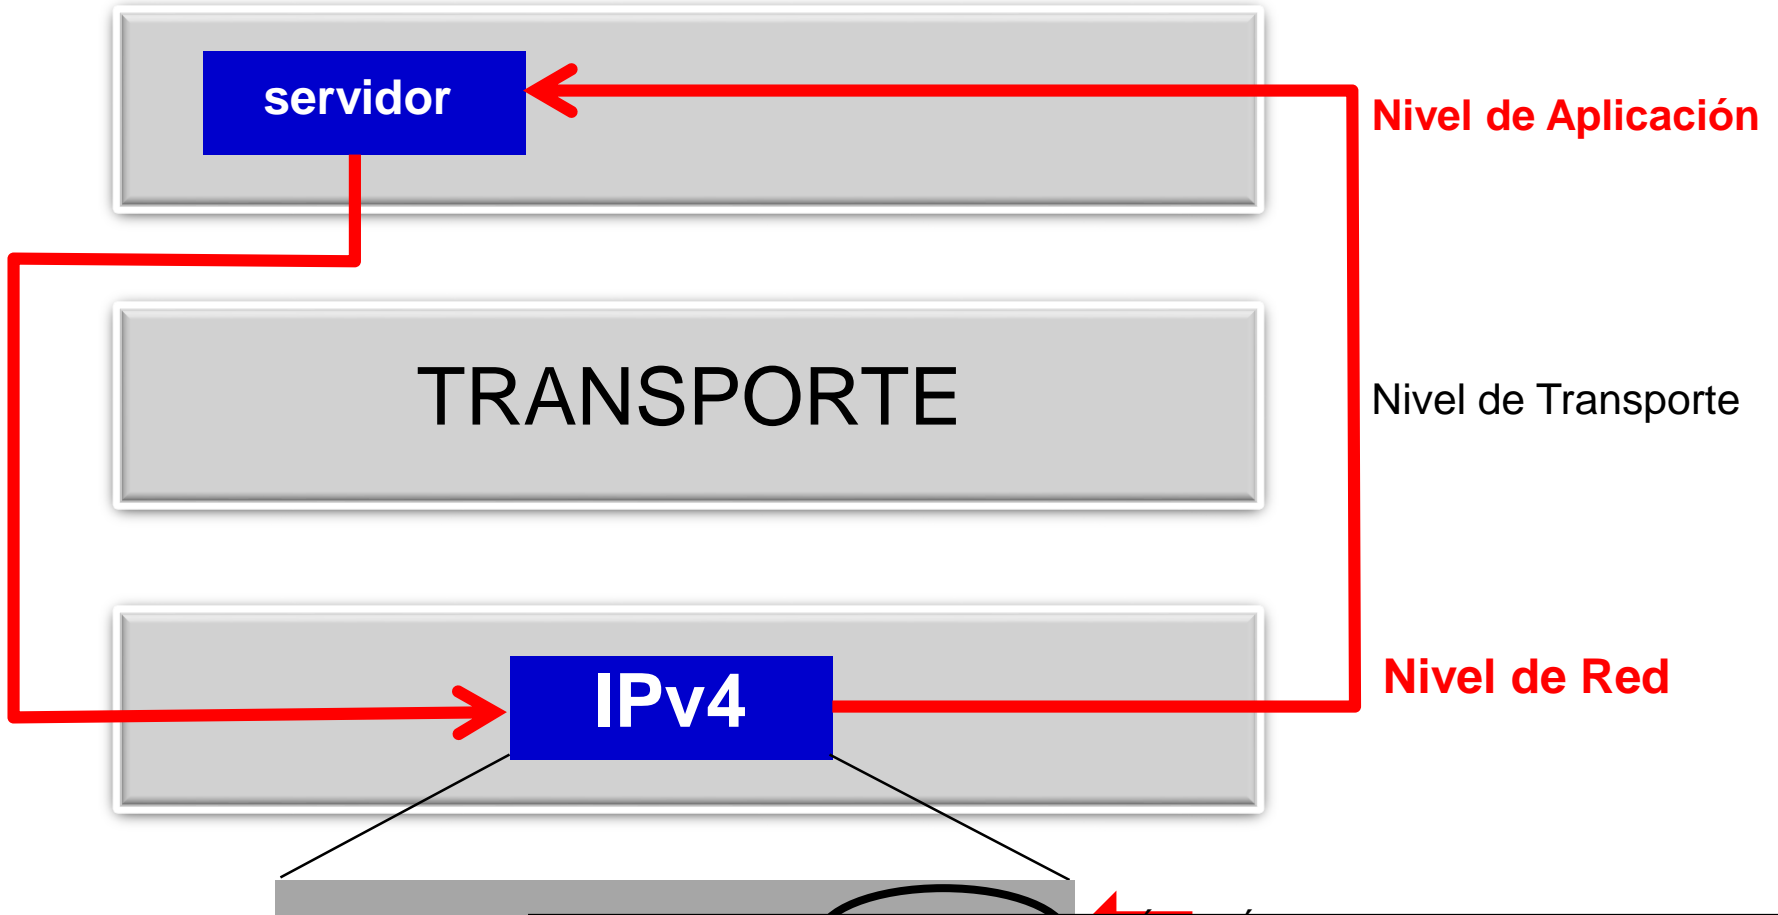 servidor
Nivel de Aplicación
TRANSPORTE
Nivel de Transporte
IPv4
Nivel de Red